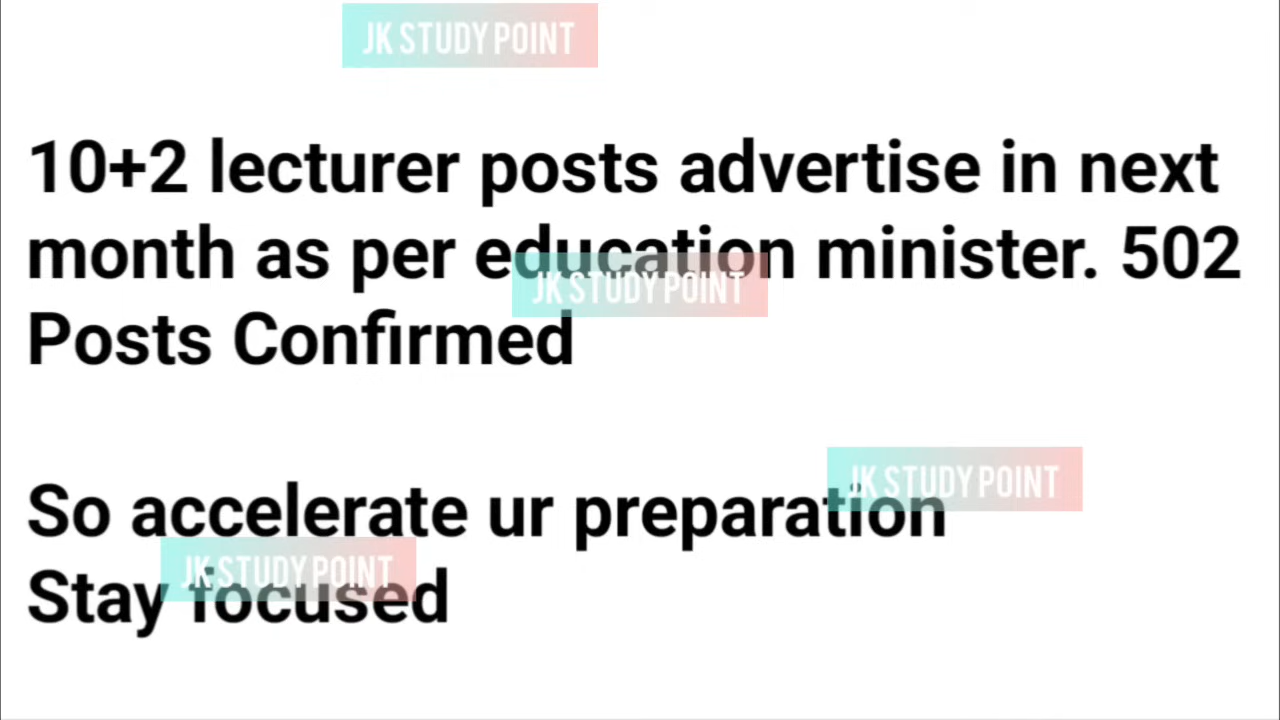 JK STUDY POINT
10+2 lecturer posts advertise in next
month as per education minister. 502
JK STUDY POINT
Posts Confirmed
JK STUDY POINT
So accelerate ur preparation
JK STUDY POINT
Stay focused